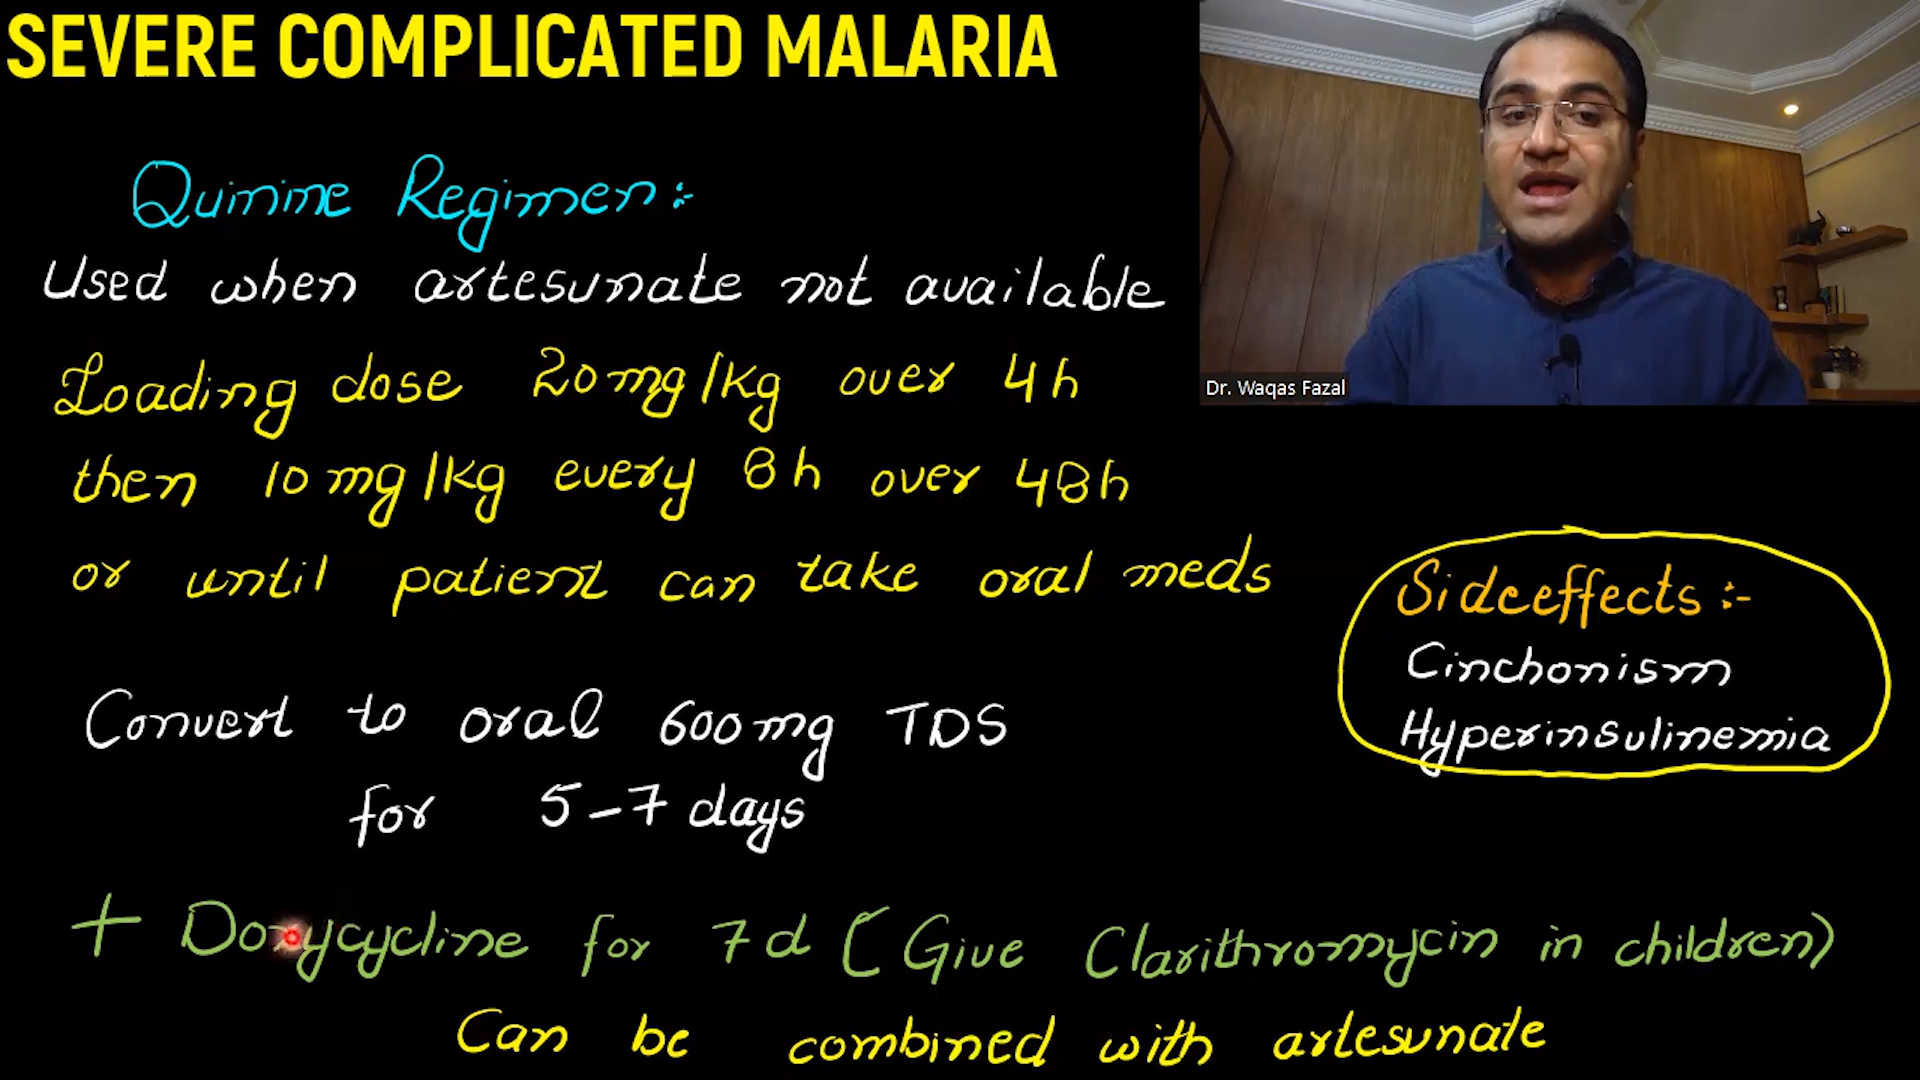 SEVERE COMPLICATED MALARIA
Quinine Regimen :-
Used when artesunate not available
Loading dose 20mg/kg over 4h
then 10mg/kg every 8h over 48h
or until patient can take oral meds
Convert to oral 600mg TDS
for 5-7 days
+ Doxycycline for 7d (Give Clarithromycin in children)
Can be combined with artesunate
Sideeffects :-
Cinchonism
Hyperinsulinemia
Dr. Waqas Fazal